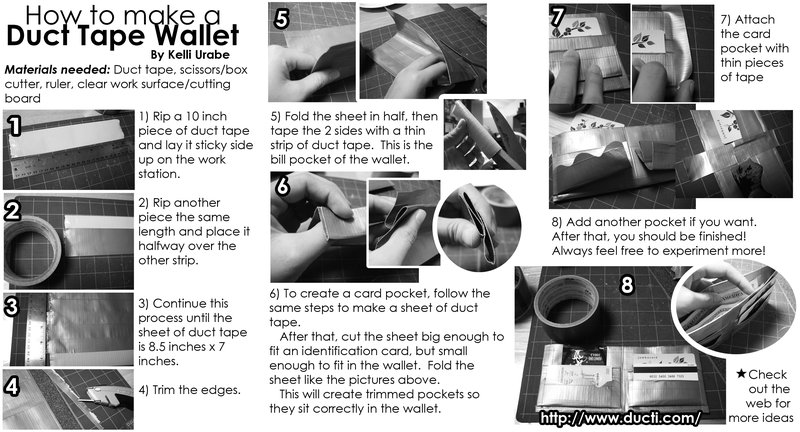 How to make a
Duct Tape Wallet
By Kelli Urabe
Materials needed: Duct tape, scissors/box
cutter, ruler, clear work surface/cutting
board
1
1) Rip a 10 inch
piece of duct tape
and lay it sticky side
up on the work
station.
2
2) Rip another
piece the same
length and place it
halfway over the
other strip.
3
3) Continue this
process until the
sheet of duct tape
is 8.5 inches x 7
inches.
4
4) Trim the edges.
5
5) Fold the sheet in half, then
tape the 2 sides with a thin
strip of duct tape. This is the
bill pocket of the wallet.
6
6) To create a card pocket, follow the
same steps to make a sheet of duct
tape.
After that, cut the sheet big enough to
fit an identification card, but small
enough to fit in the wallet. Fold the
sheet like the pictures above.
This will create trimmed pockets so
they sit correctly in the wallet.
7
7) Attach
the card
pocket with
thin pieces
of tape
8) Add another pocket if you want.
After that, you should be finished!
Always feel free to experiment more!
8
http://www.ducti.com/
★Check
out the
web for
more ideas